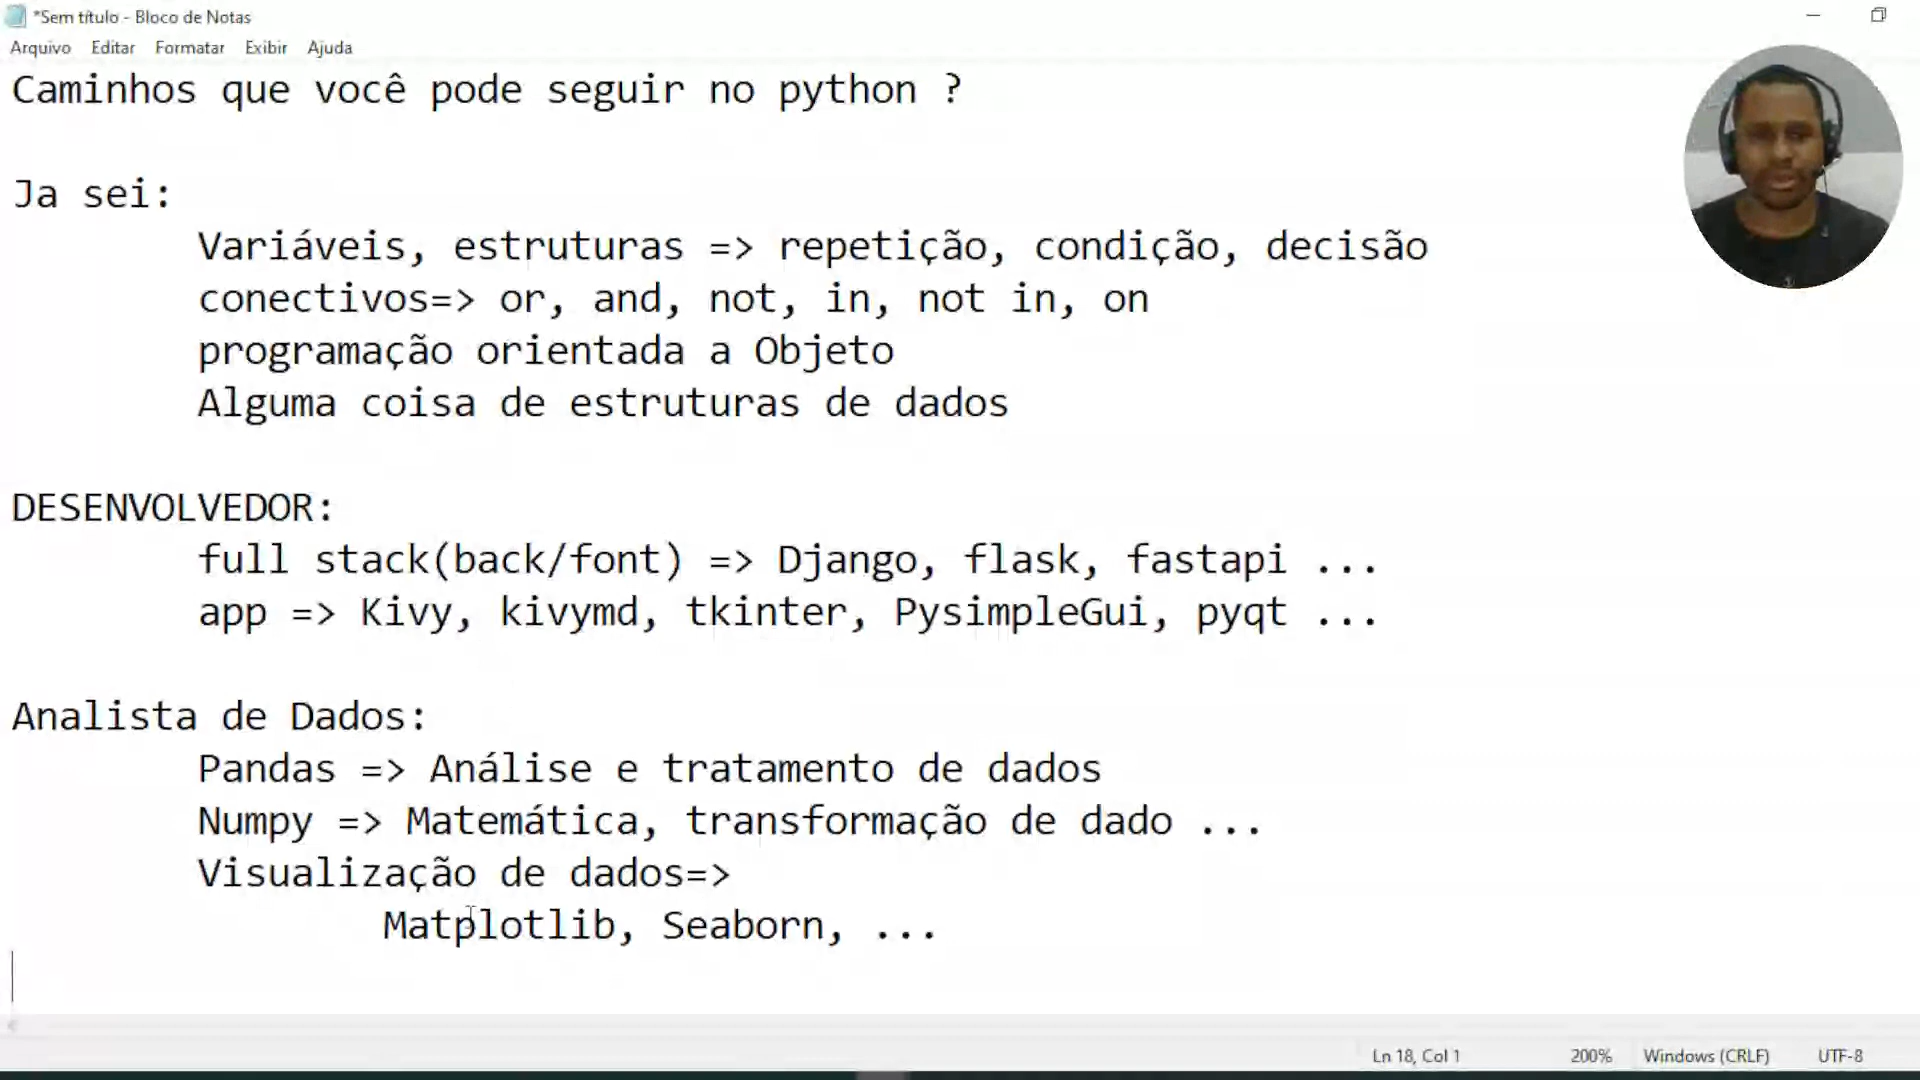 *Sem título - Bloco de Notas
Arquivo Editar Formatar Exibir Ajuda
Caminhos que você pode seguir no python ?
Ja sei:
Variáveis, estruturas => repetição, condição, decisão
conectivos=> or, and, not, in, not in, on
programação orientada a Objeto
Alguma coisa de estruturas de dados
DESENVOLVEDOR:
full stack(back/font) => Django, flask, fastapi ...
app => Kivy, kivymd, tkinter, PysimpleGui, pyqt ...
Analista de Dados:
Pandas => Análise e tratamento de dados
Numpy => Matemática, transformação de dado ...
Visualização de dados=>
Matplotlib, Seaborn, ...
Ln 18, Col 1 200% Windows (CRLF) UTF-8